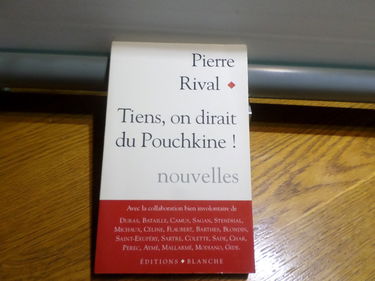 Pierre
Rival
Tiens, on dirait
du Pouchkine !
nouvelles
Avec la collaboration bien involontaire de
DURAS, BATAILLE, CAMUS, SAGAN, STENDHAL,
MICHAUX, CÉLINE, FLAUBERT, BARTHES, BLONDIN,
SAINT-EXUPÉRY, SARTRE, COLETTE, SADE, CHAR,
PEREC, AYMÉ, MALLARMÉ, MODIANO, GIDE.
ÉDITIONS ♦ BLANCHE